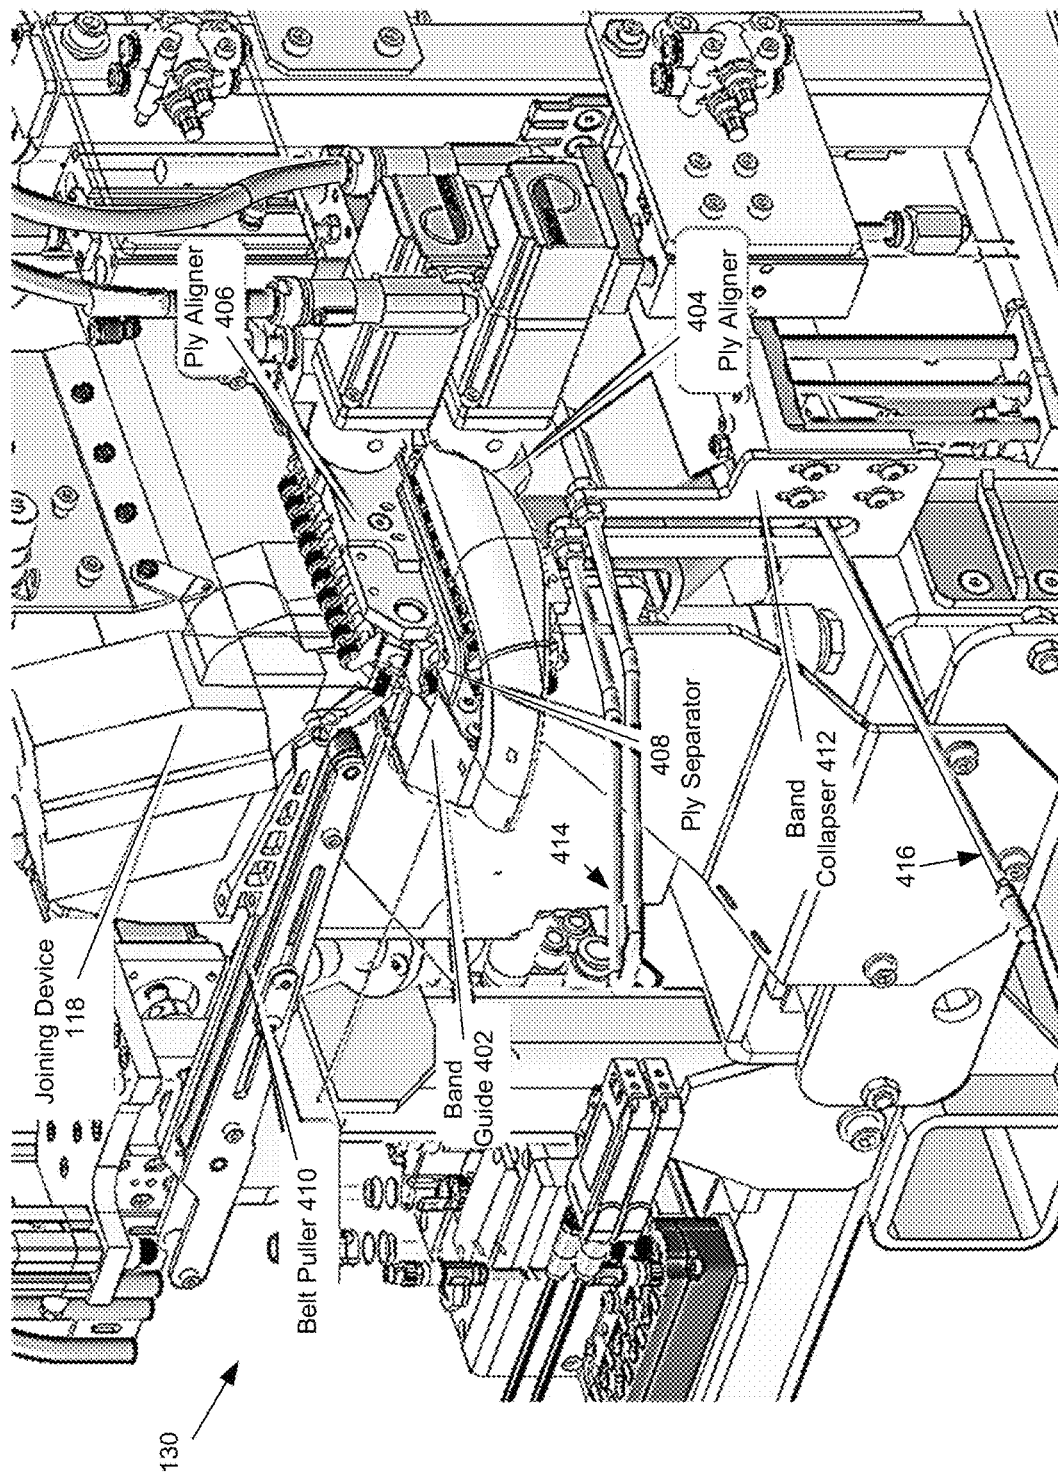 130
Joining Device
118
Belt Puller 410
Band
Guide 402
Ply Aligner
406
404
Ply Aligner
408
Ply Separator
414
Band
Collapser 412
416